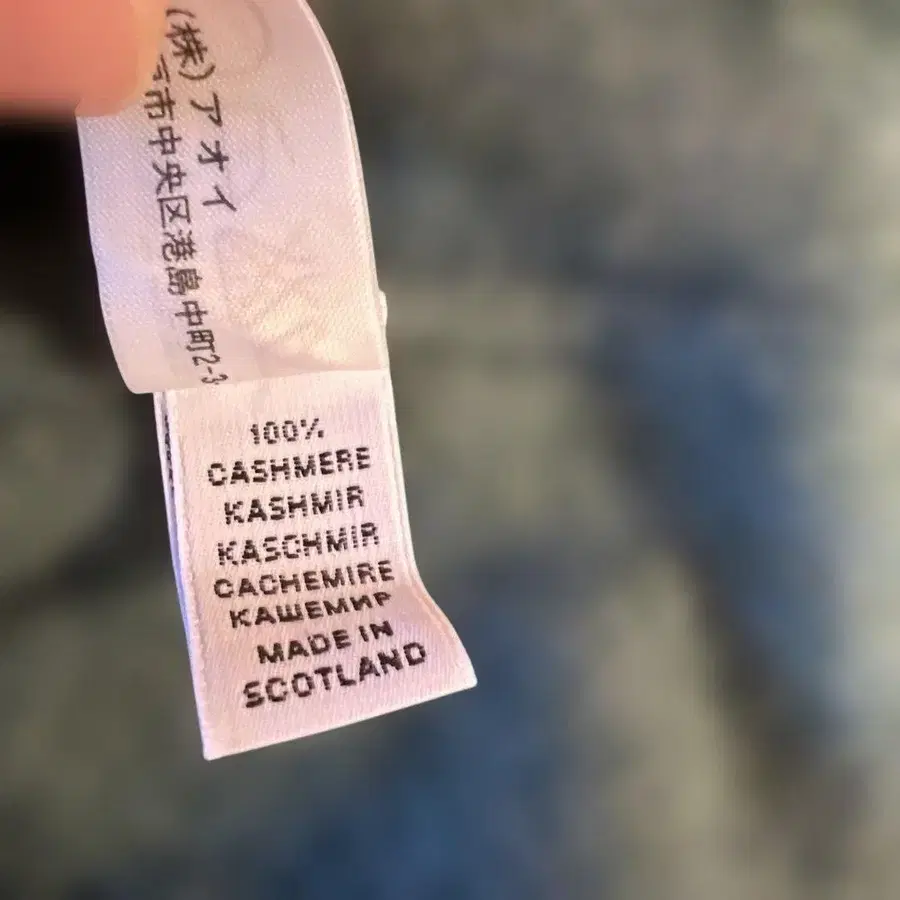 (株)アオイ
市中央区港島中町2-3
100%
CASHMERE
KASHMIR
KASCHMIR
CACHEMIRE
КАШЕМИР
MADE IN
SCOTLAND